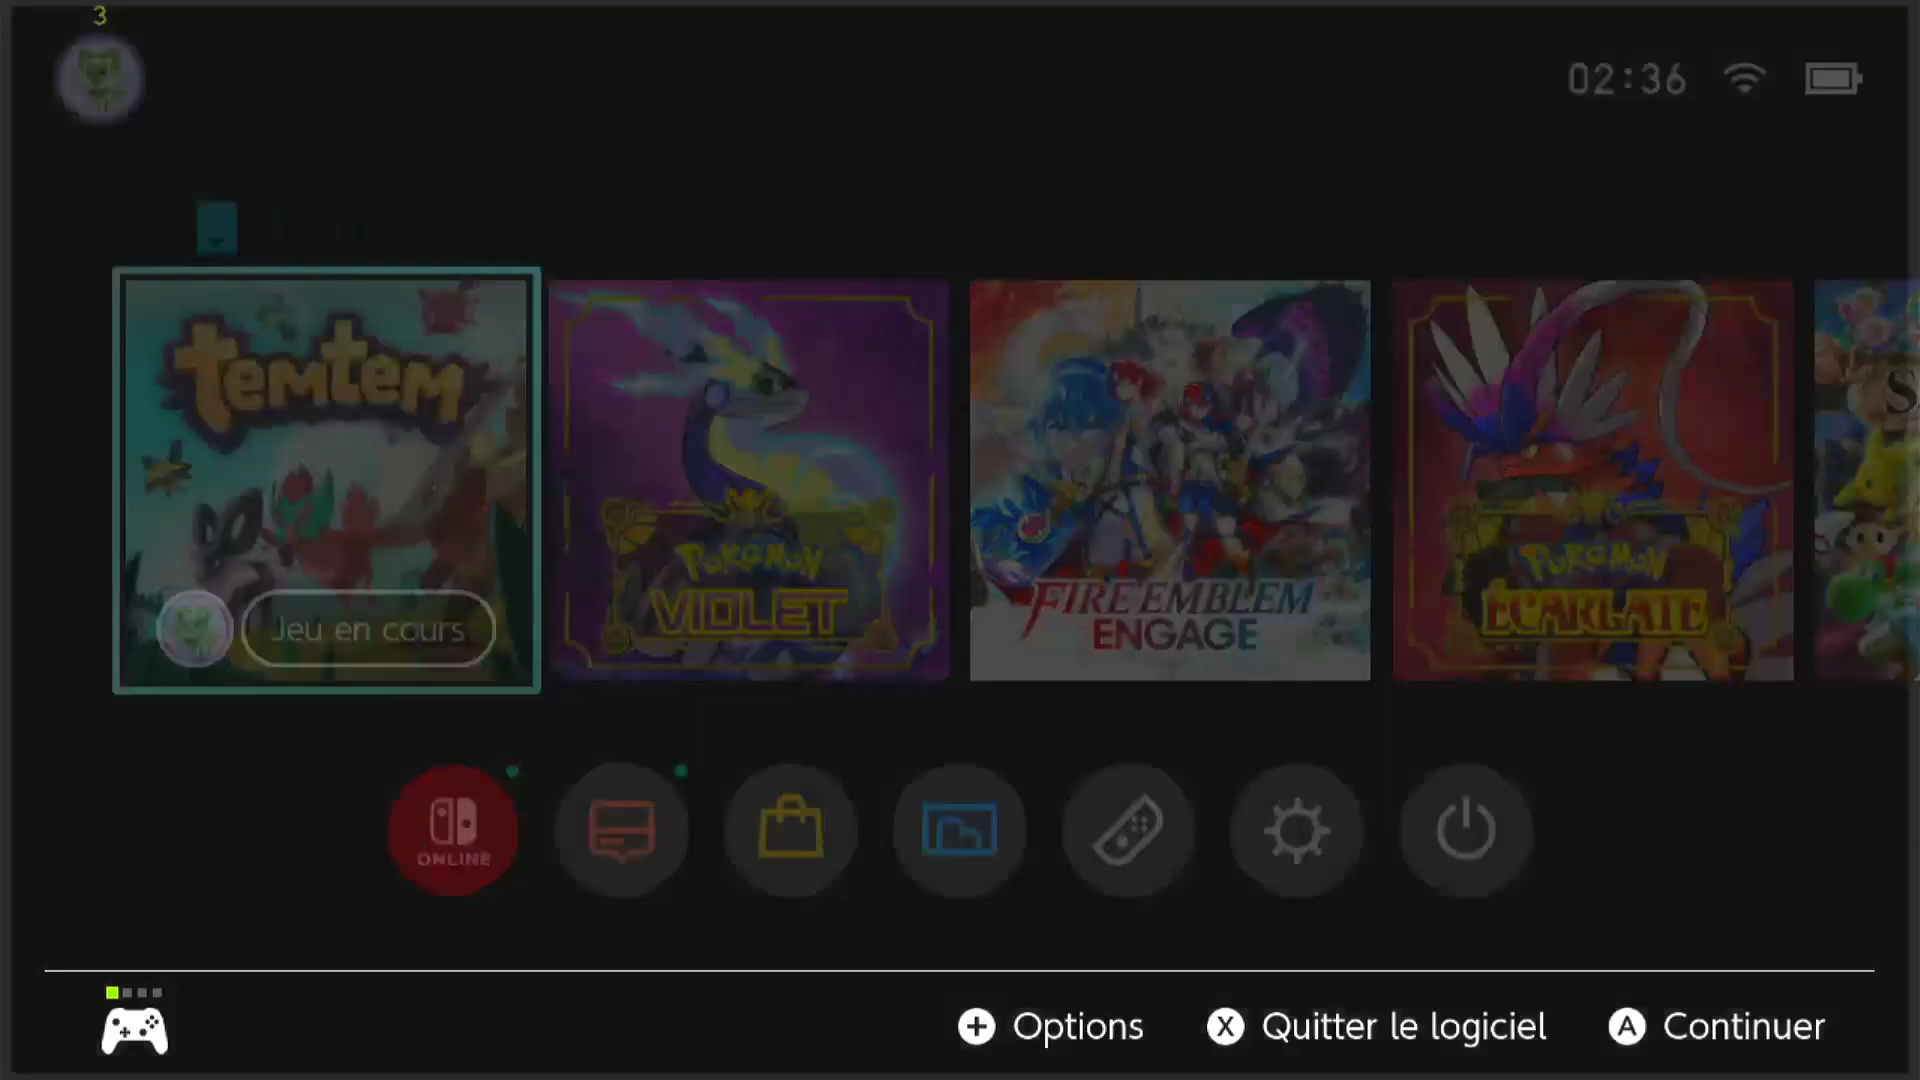 3
02:36
temtem
Jeu en cours
POKÉMON
VIOLET
FIRE EMBLEM
ENGAGE
POKÉMON
ÉCARLATE
S
ONLINE
+ Options
X Quitter le logiciel
A Continuer